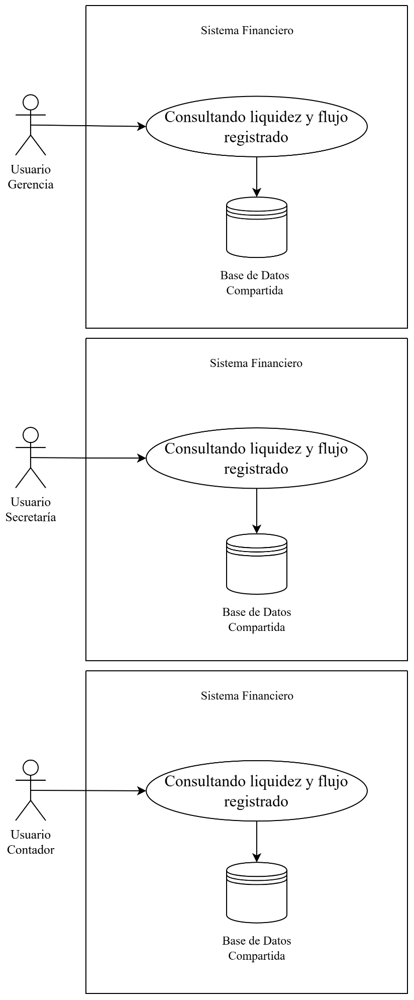 Sistema Financiero
Consultando liquidez y flujo
registrado
Usuario
Gerencia
Base de Datos
Compartida
Sistema Financiero
Consultando liquidez y flujo
registrado
Usuario
Secretaría
Base de Datos
Compartida
Sistema Financiero
Consultando liquidez y flujo
registrado
Usuario
Contador
Base de Datos
Compartida